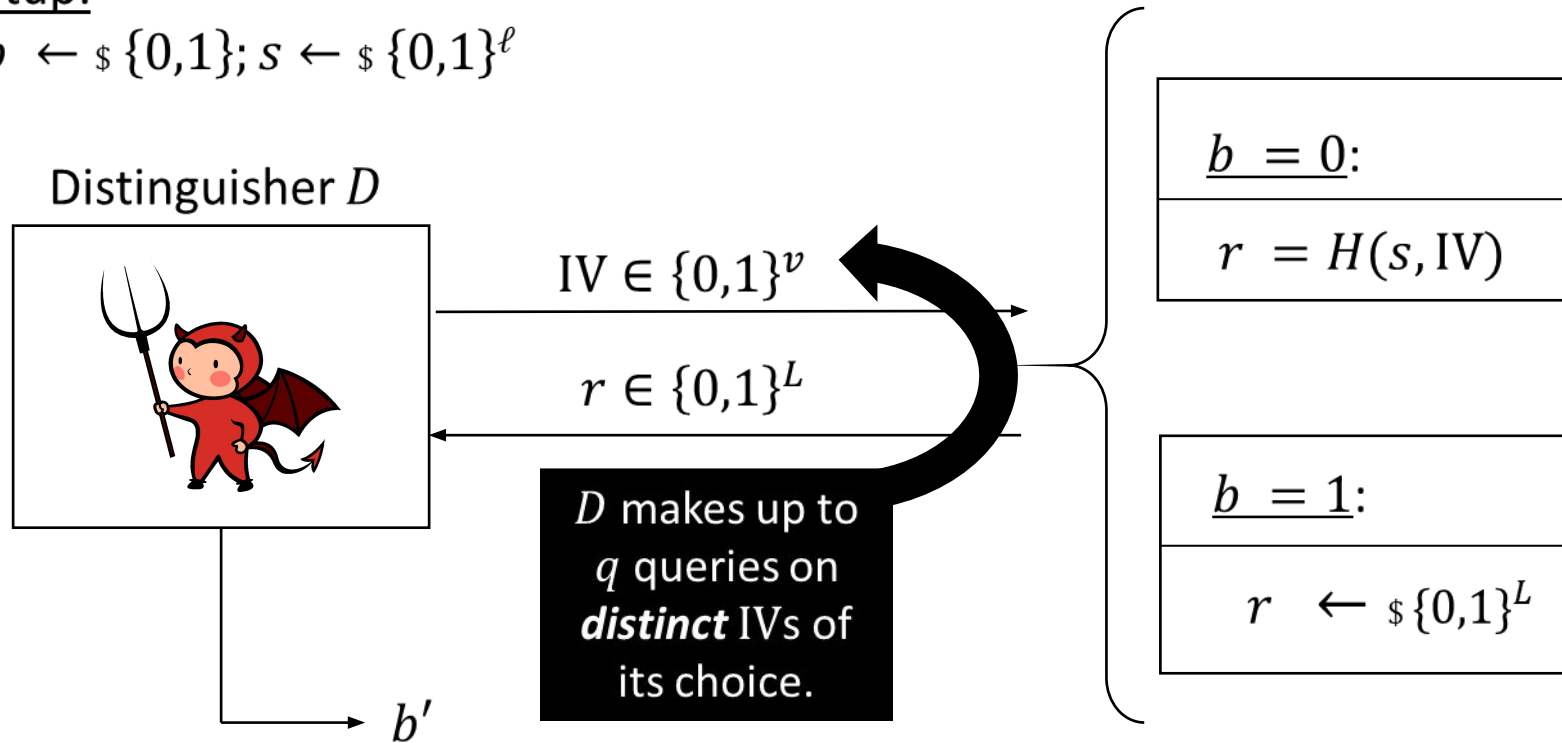 ← $ {0,1}; s ← $ {0,1}^ℓ
Distinguisher D
IV ∈ {0,1}^v
r ∈ {0,1}^L
D makes up to
q queries on
distinct IVs of
its choice.
b′
b = 0:
r = H(s, IV)
b = 1:
r ← $ {0,1}^L